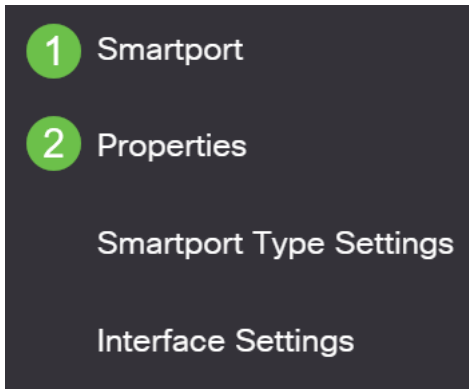 1 Smartport
2 Properties
Smartport Type Settings
Interface Settings